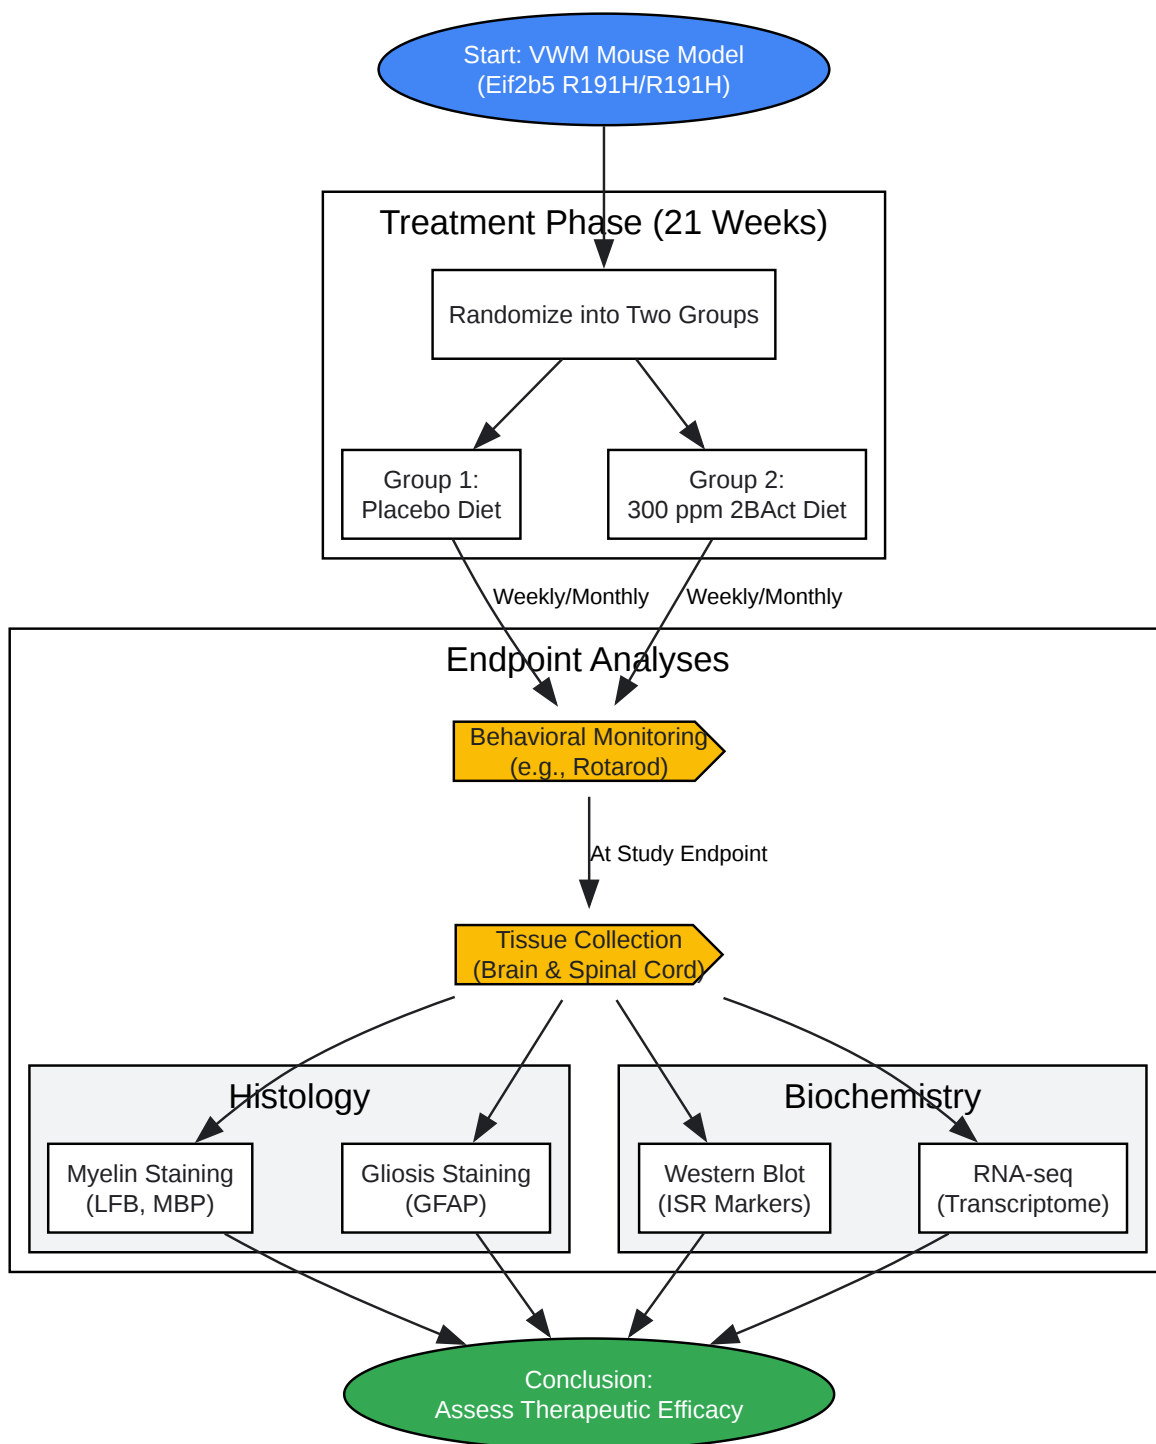 Start: VWM Mouse Model
(Eif2b5 R191H/R191H)
Treatment Phase (21 Weeks)
Randomize into Two Groups
Group 1:
Placebo Diet
Group 2:
300 ppm 2BAct Diet
Weekly/Monthly
Weekly/Monthly
Endpoint Analyses
Behavioral Monitoring
(e.g., Rotarod)
At Study Endpoint
Tissue Collection
(Brain & Spinal Cord)
Histology
Myelin Staining
(LFB, MBP)
Gliosis Staining
(GFAP)
Biochemistry
Western Blot
(ISR Markers)
RNA-seq
(Transcriptome)
Conclusion:
Assess Therapeutic Efficacy